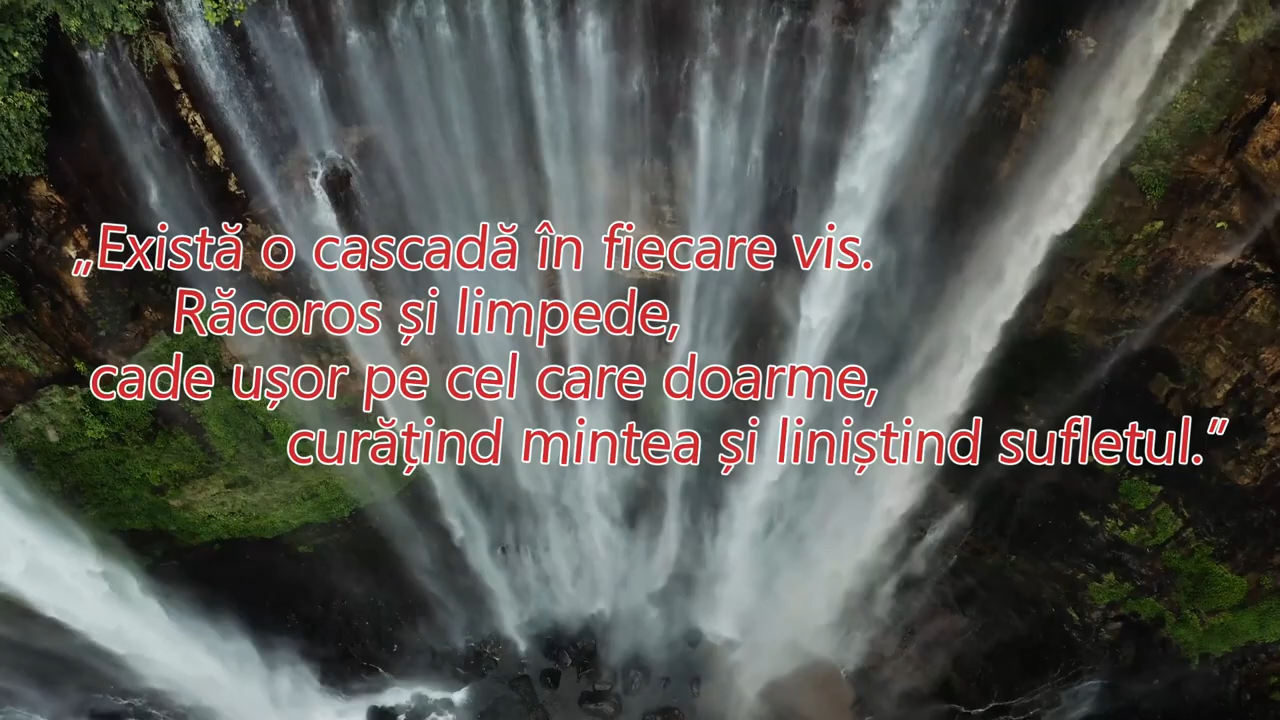 „Există o cascadă în fiecare vis.
Răcoros și limpede,
cade ușor pe cel care doarme,
curățind mintea și liniștind sufletul.”